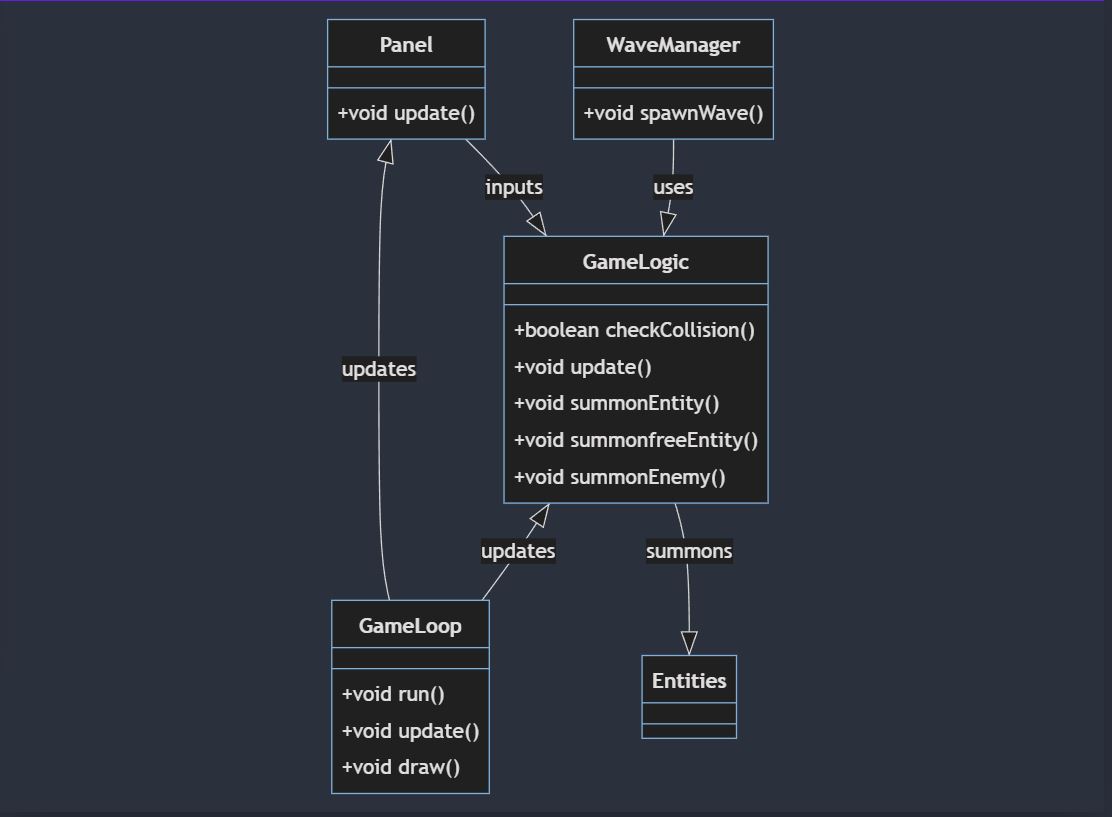 Panel
+void update()
WaveManager
+void spawnWave()
inputs
uses
GameLogic
+boolean checkCollision()
+void update()
+void summonEntity()
+void summonfreeEntity()
+void summonEnemy()
updates
updates
summons
GameLoop
+void run()
+void update()
+void draw()
Entities